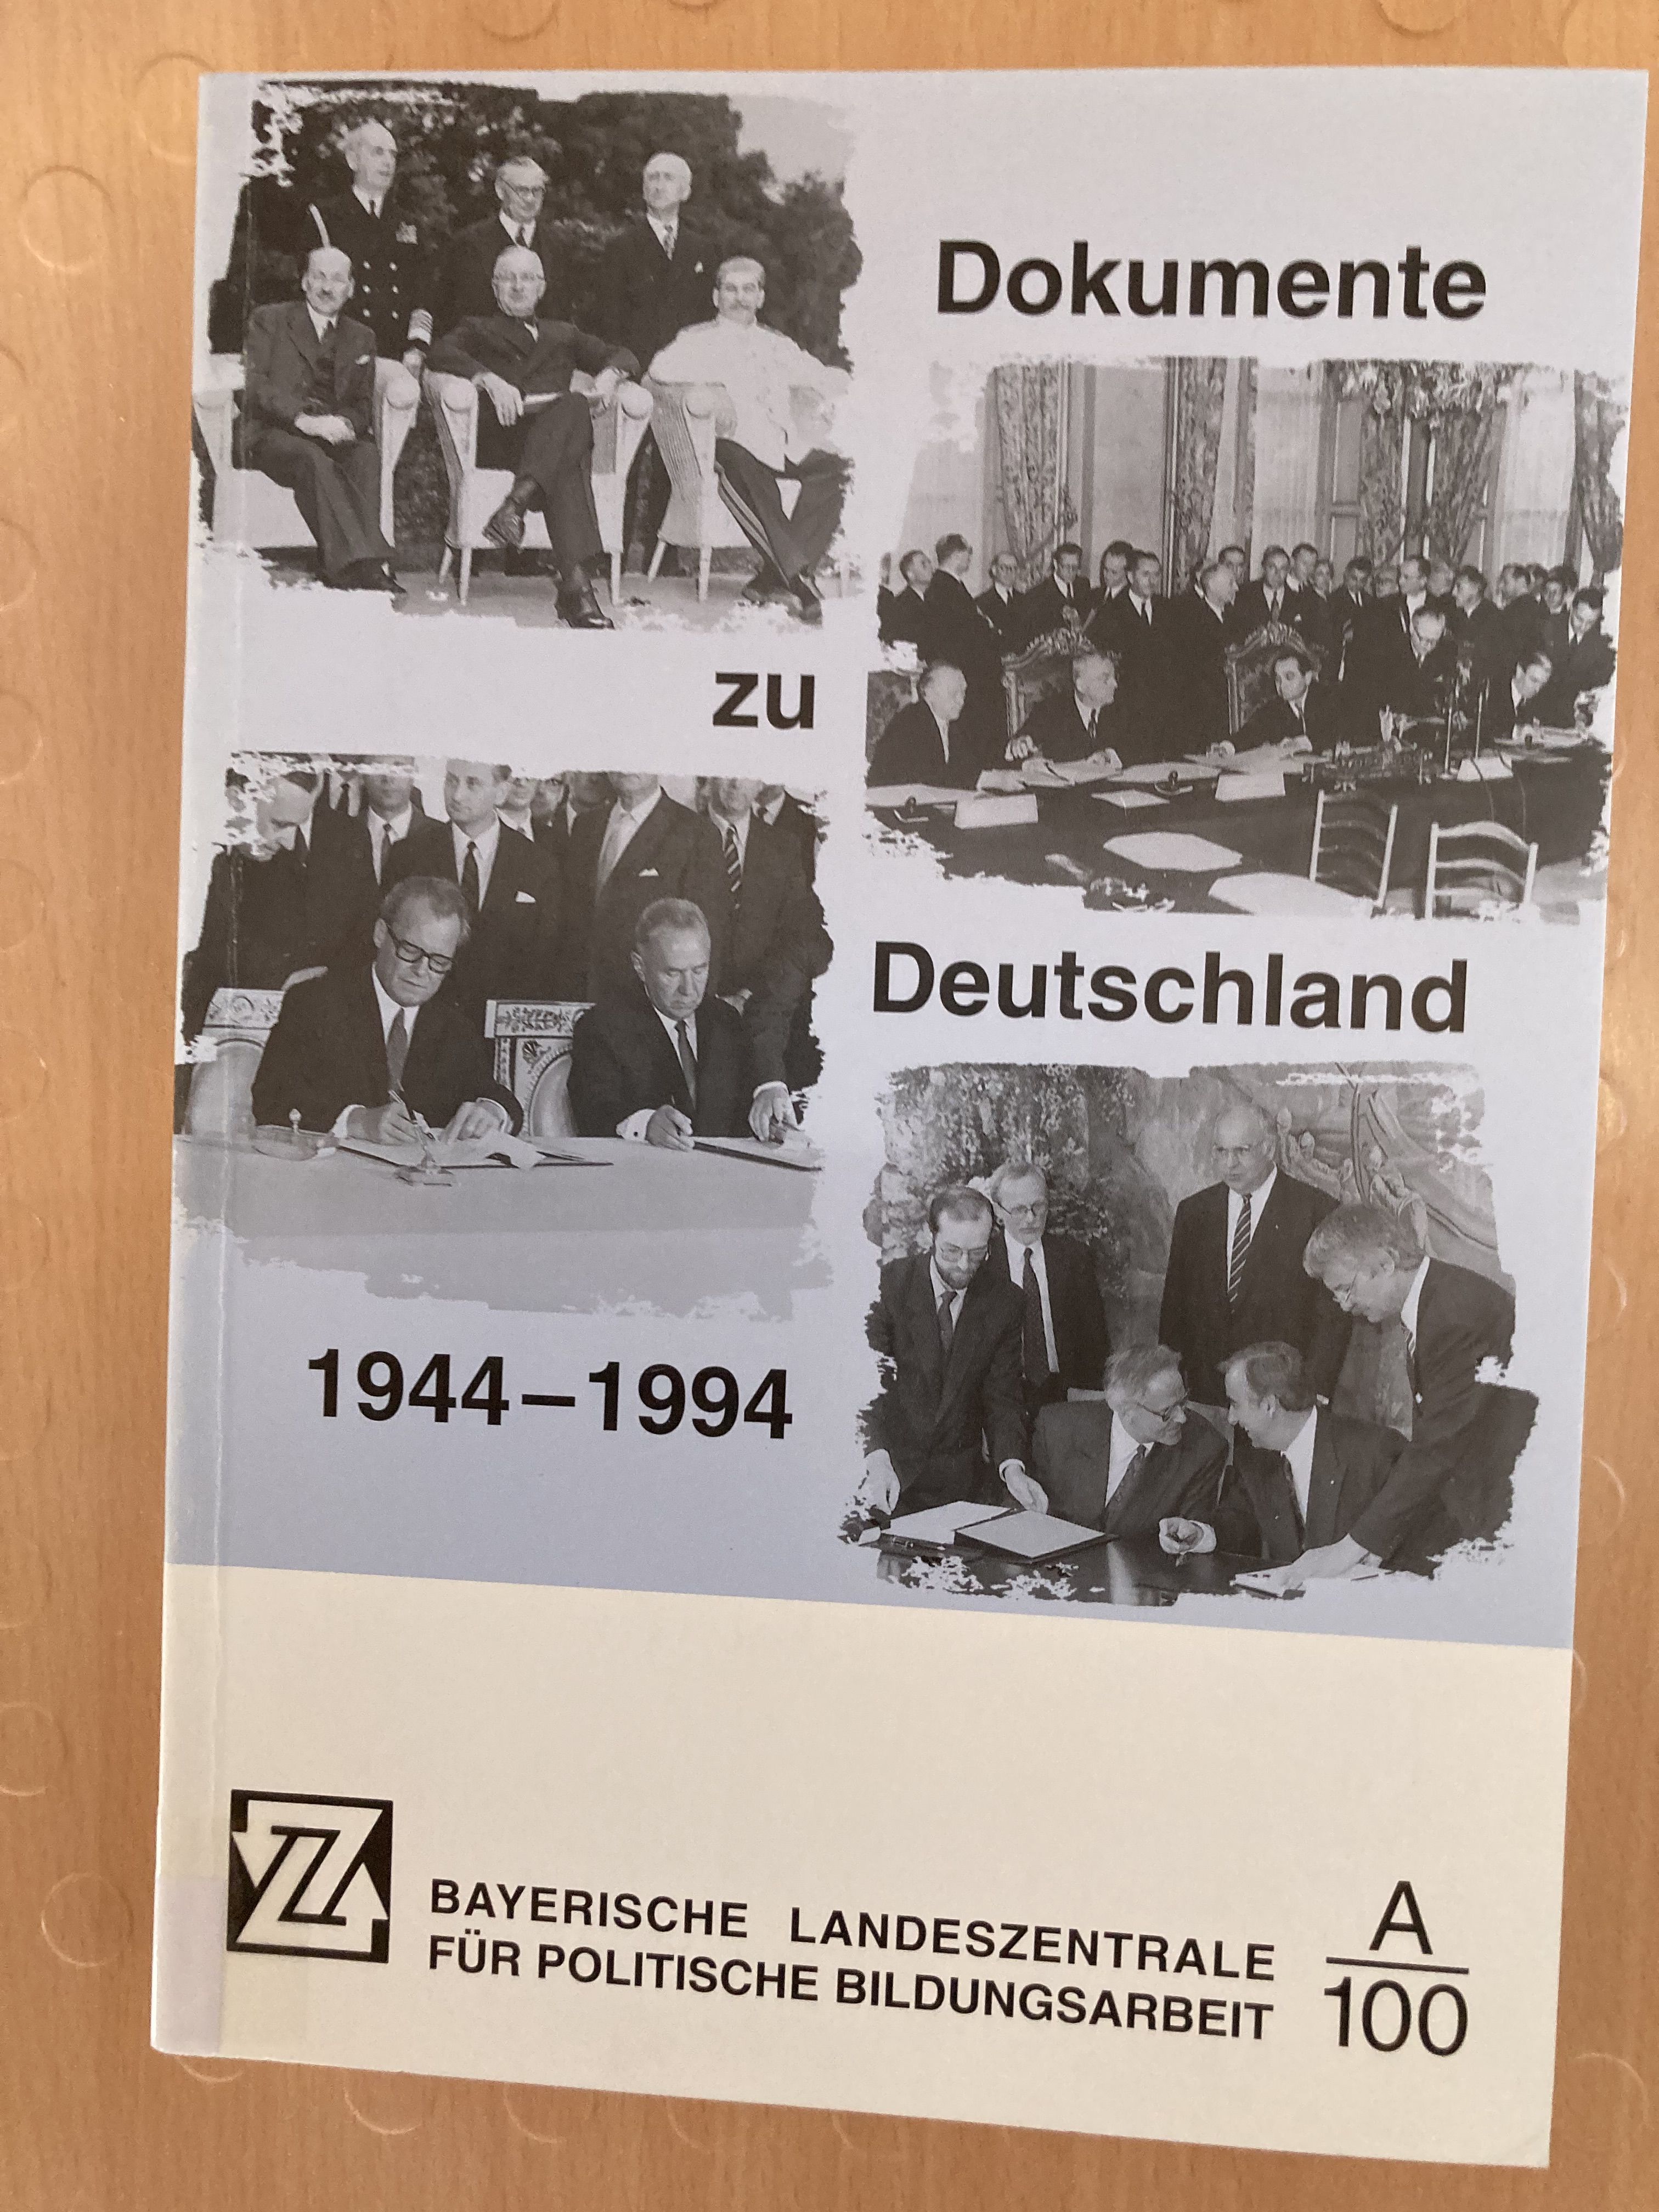 Dokumente
zu
Deutschland
1944–1994
BAYERISCHE LANDESZENTRALE
FÜR POLITISCHE BILDUNGSARBEIT
A
100